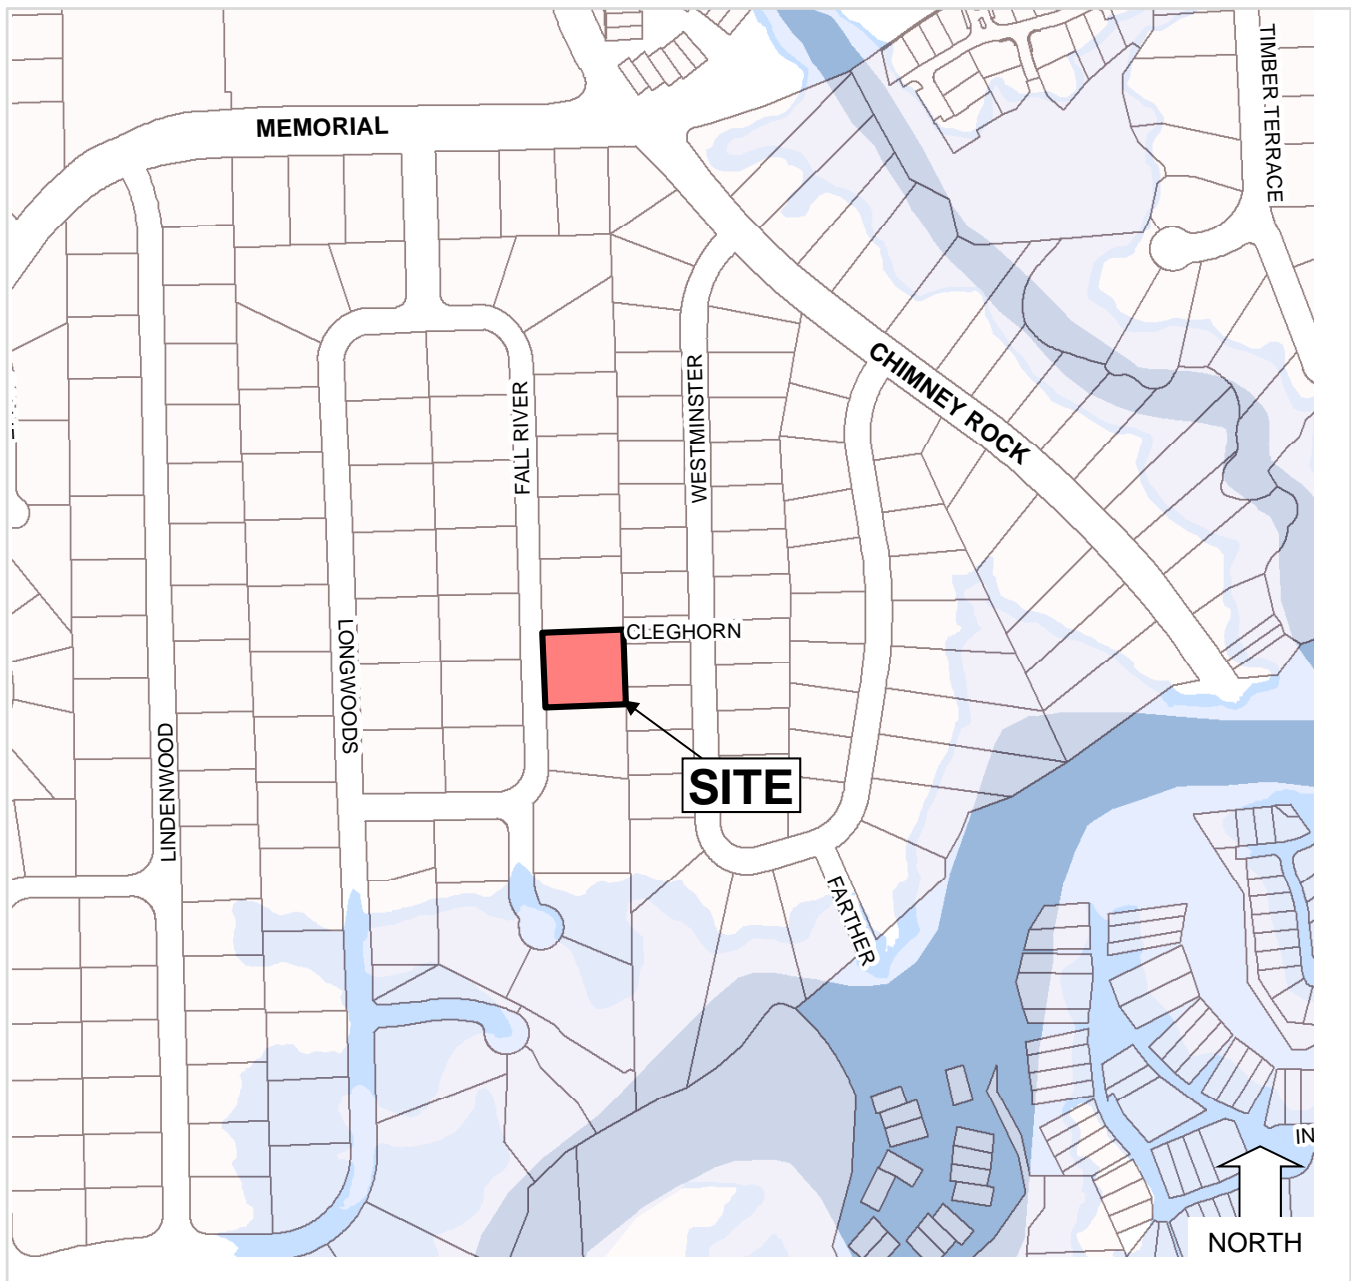 MEMORIAL
TIMBER TERRACE
CHIMNEY ROCK
FALL RIVER
WESTMINSTER
CLEGHORN
LONGWOODS
LINDENWOOD
SITE
FARTHER
IN
NORTH